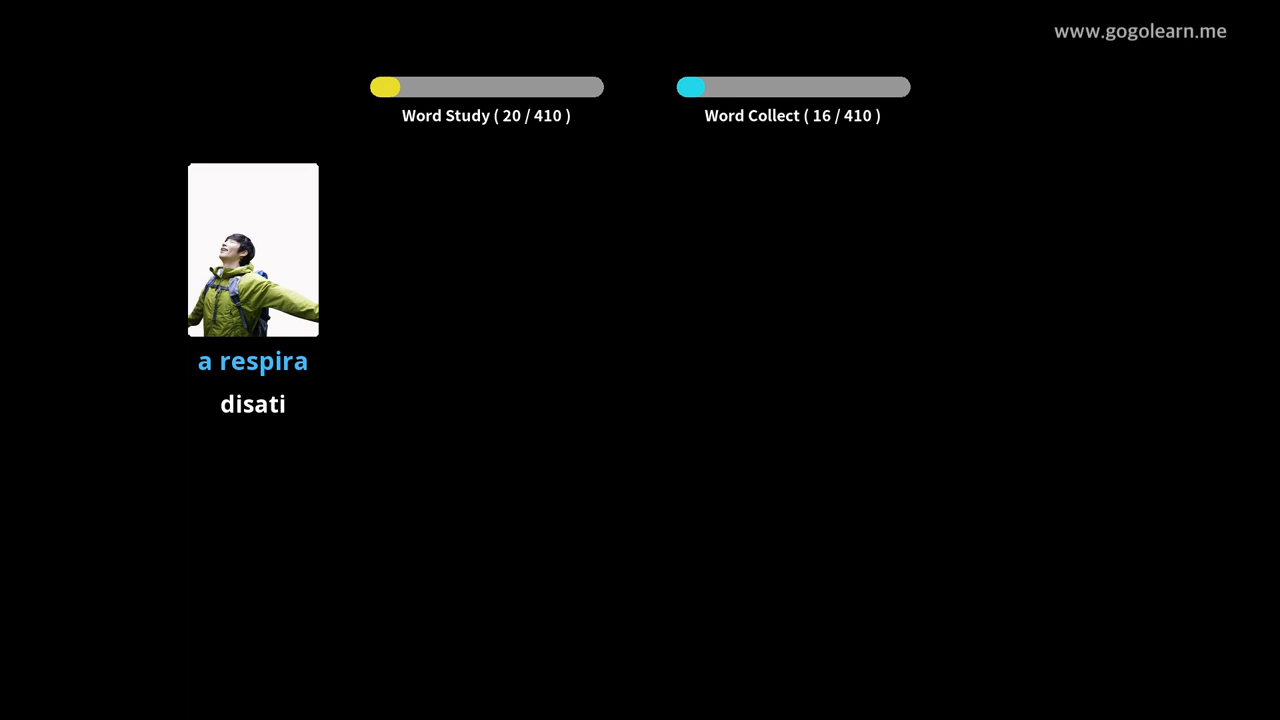 www.gogolearn.me
Word Study ( 20 / 410 )
Word Collect ( 16 / 410 )
a respira
disati